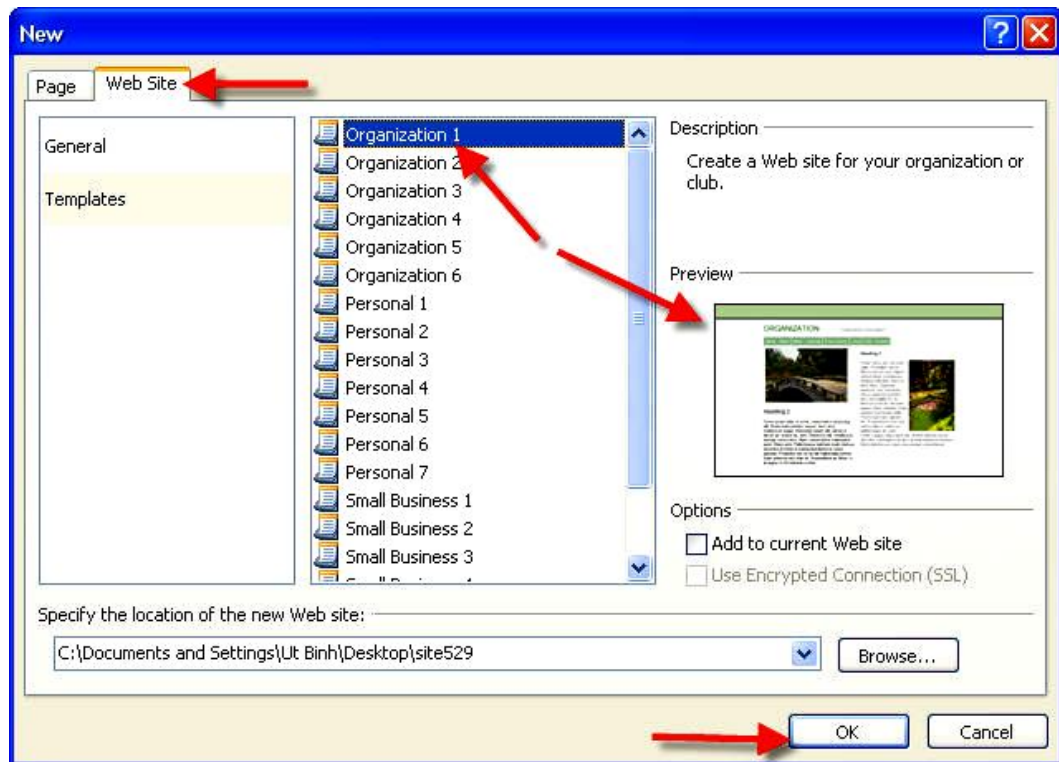 New
Page
Web Site
General
Templates
Organization 1
Organization 2
Organization 3
Organization 4
Organization 5
Organization 6
Personal 1
Personal 2
Personal 3
Personal 4
Personal 5
Personal 6
Personal 7
Small Business 1
Small Business 2
Small Business 3
Description
Create a Web site for your organization or
club.
Preview
ORGANIZATION
Heading 2
Options
Add to current Web site
Use Encrypted Connection (SSL)
Specify the location of the new Web site:
C:\Documents and Settings\Ut Binh\Desktop\site529
Browse...
OK
Cancel